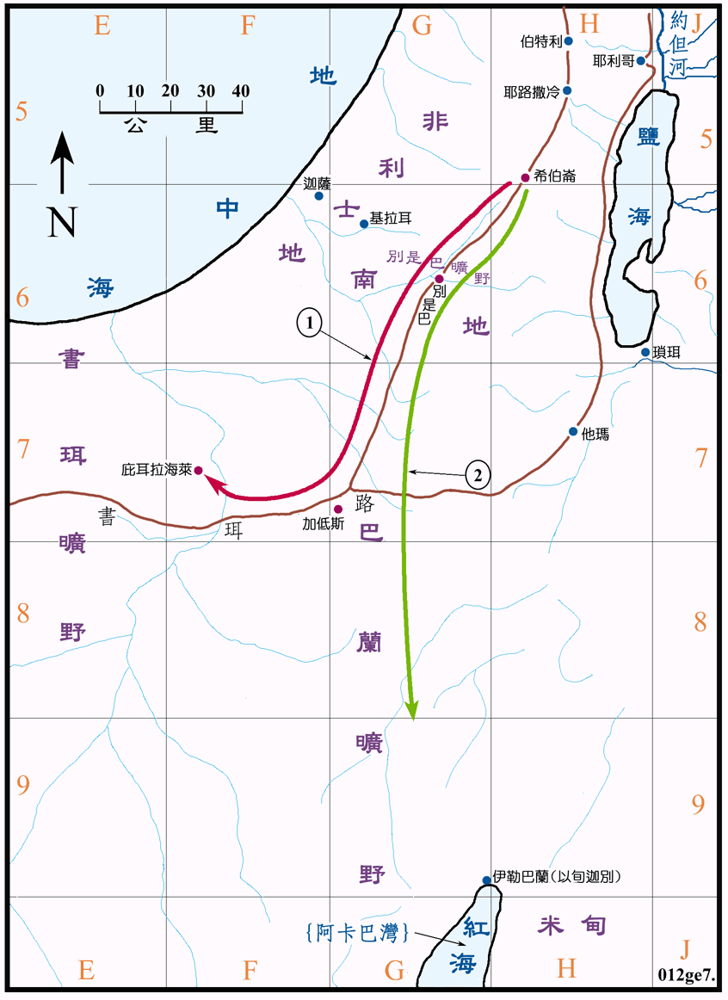 E F G H J
約但河
伯特利
耶利哥
耶路撒冷
0 10 20 30 40
公里
N
5
5
地中海
非利士地
鹽海
希伯崙
迦薩
基拉耳
別是巴曠野
別是巴
南地
6
6
1
瑣珥
書珥曠野
7
7
他瑪
庇耳拉海萊
2
書珥路
加低斯
巴蘭曠野
8
8
9
9
伊勒巴蘭(以旬迦別)
{阿卡巴灣}
紅海
米甸
E F G H J
012ge7.